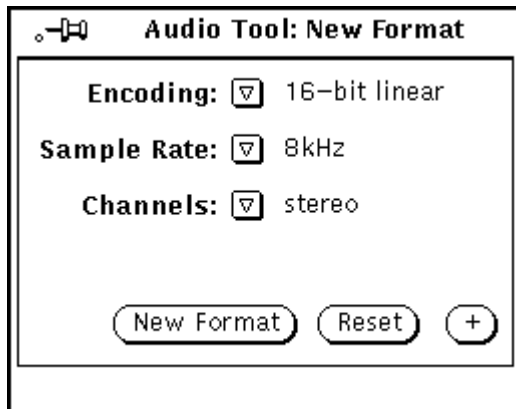 Audio Tool: New Format
Encoding: 16-bit linear
Sample Rate: 8kHz
Channels: stereo
New Format Reset +